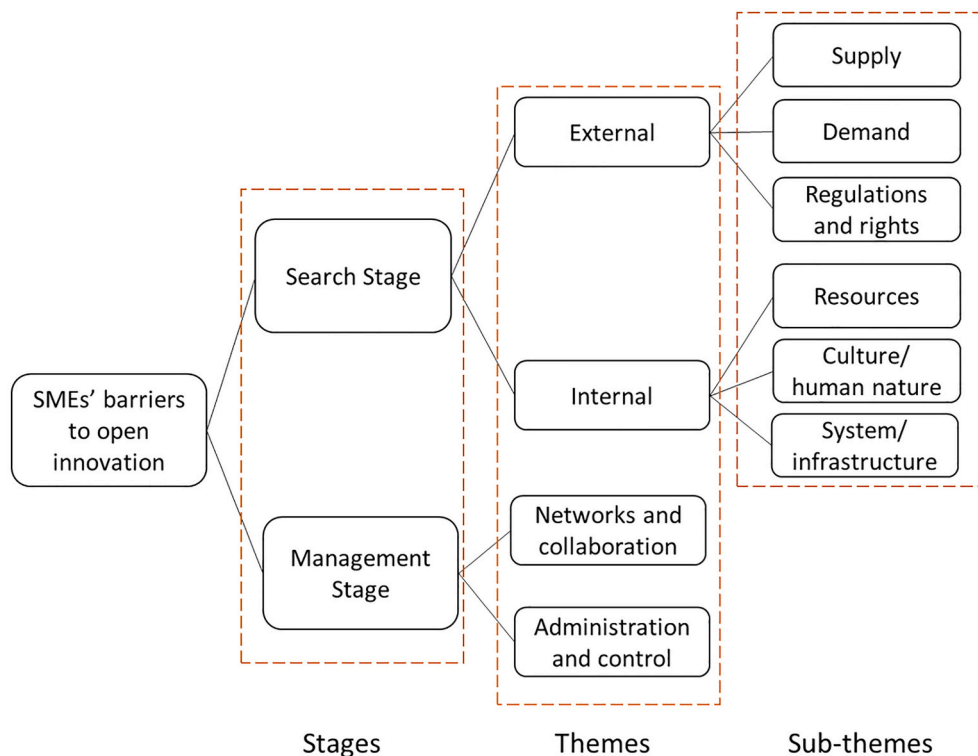 SMEs’ barriers
to open
innovation
Search Stage
Management
Stage
External
Internal
Networks and
collaboration
Administration
and control
Supply
Demand
Regulations
and rights
Resources
Culture/
human nature
System/
infrastructure
Stages
Themes
Sub-themes